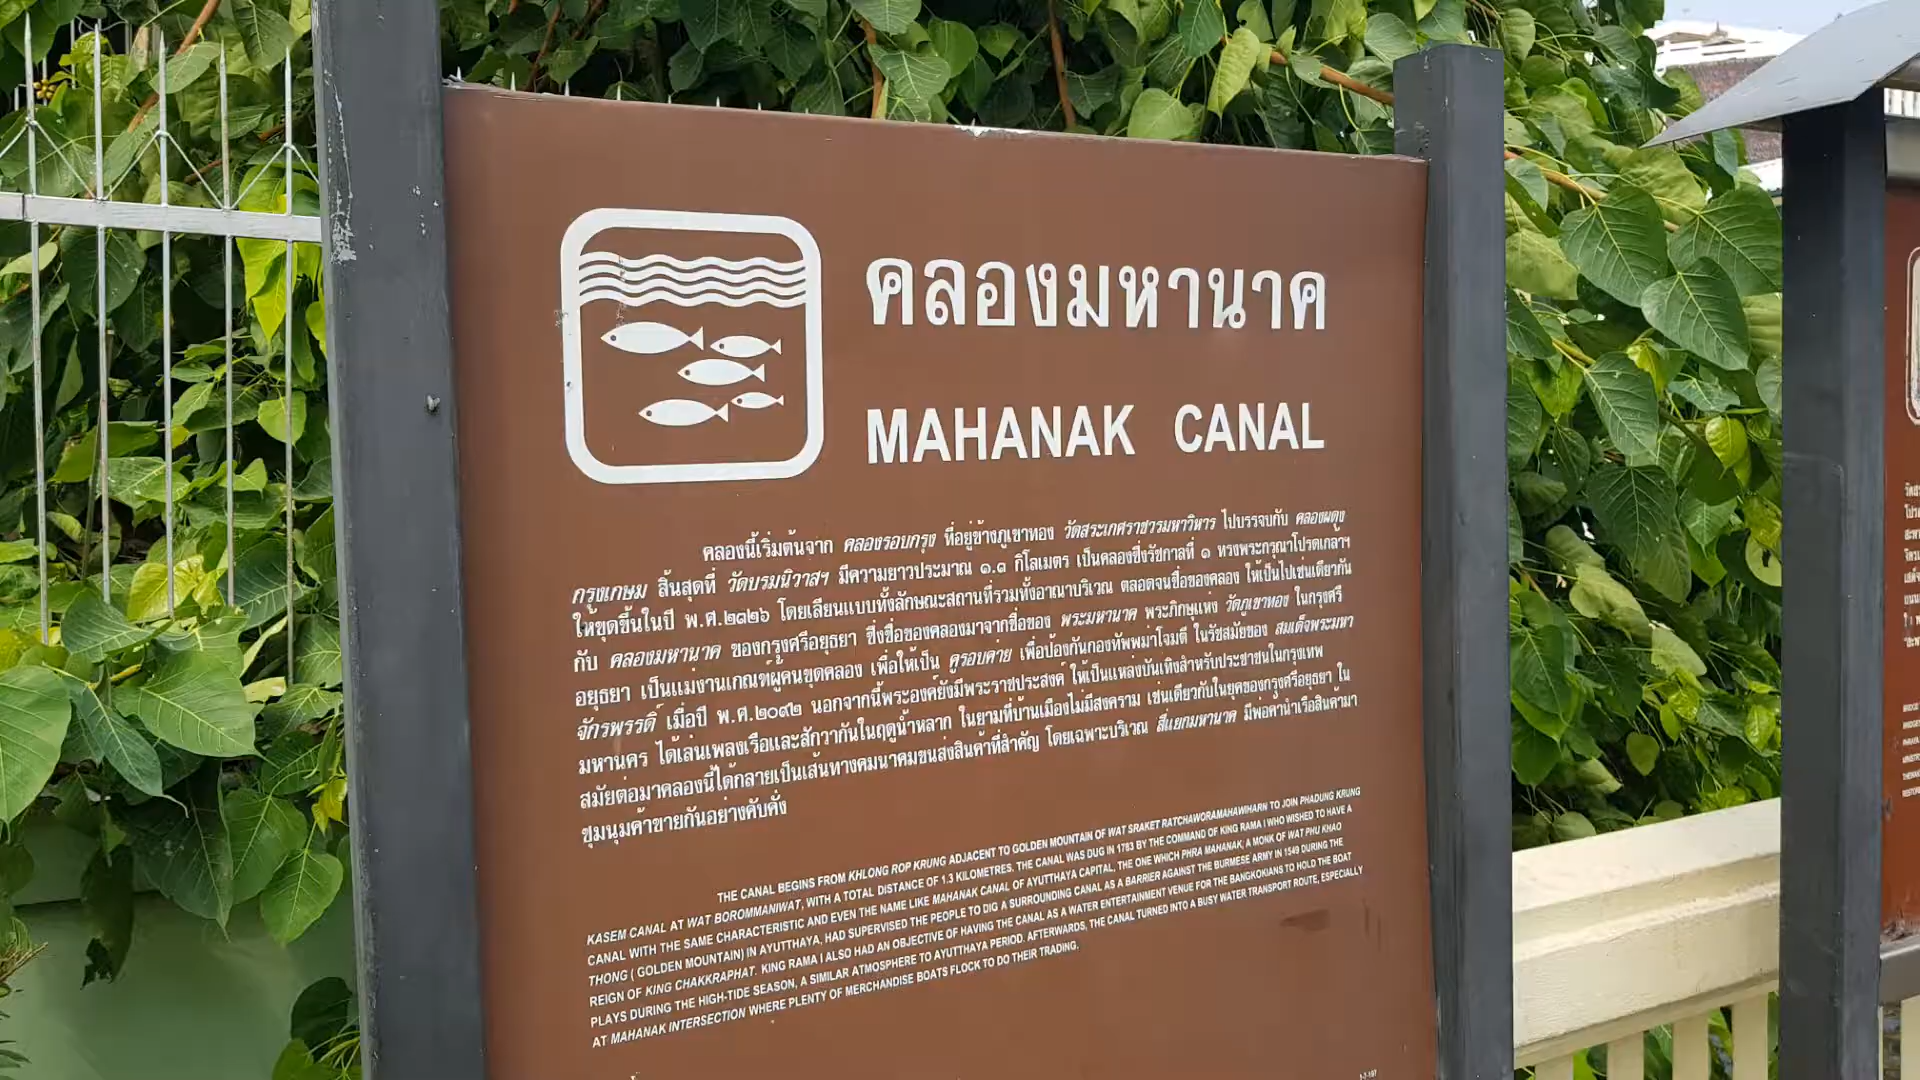 คลองมหานาค
MAHANAK CANAL
คลองนี้เริ่มต้นจาก คลองรอบกรุง ที่อยู่ข้างภูเขาทอง วัดสระเกศราชวรมหาวิหาร ไปบรรจบกับ คลองผดุง
กรุงเกษม สิ้นสุดที่ วัดบรมนิวาสฯ มีความยาวประมาณ ๑.๓ กิโลเมตร เป็นคลองซึ่งรัชกาลที่ ๑ ทรงพระกรุณาโปรดเกล้าฯ
ให้ขุดขึ้นในปี พ.ศ.๒๓๒๖ โดยเลียนแบบทั้งลักษณะสถานที่รวมทั้งอาณาบริเวณ ตลอดจนชื่อของคลอง ให้เป็นไปเช่นเดียวกัน
กับ คลองมหานาค ของกรุงศรีอยุธยา ซึ่งชื่อของคลองมาจากชื่อของ พระมหานาค พระภิกษุแห่ง วัดภูเขาทอง ในกรุงศรี
อยุธยา เป็นแม่งานเกณฑ์ผู้คนขุดคลอง เพื่อให้เป็น คูรอบค่าย เพื่อป้องกันกองทัพพม่าโจมตี ในรัชสมัยของ สมเด็จพระมหา
จักรพรรดิ์ เมื่อปี พ.ศ.๒๐๙๒ นอกจากนี้พระองค์ยังมีพระราชประสงค์ ให้เป็นแหล่งบันเทิงสำหรับประชาชนในกรุงเทพ
มหานคร ได้เล่นเพลงเรือและสักวากันในฤดูน้ำหลาก ในยามที่บ้านเมืองไม่มีสงคราม เช่นเดียวกับในยุคของกรุงศรีอยุธยา ใน
สมัยต่อมาคลองนี้ได้กลายเป็นเส้นทางคมนาคมขนส่งสินค้าที่สำคัญ โดยเฉพาะบริเวณ สี่แยกมหานาค มีพ่อค้านำเรือสินค้ามา
ชุมนุมค้าขายกันอย่างคับคั่ง
THE CANAL BEGINS FROM KHLONG ROP KRUNG ADJACENT TO GOLDEN MOUNTAIN OF WAT SRAKET RATCHAWORAMAHAWIHARN TO JOIN PHADUNG KRUNG
KASEM CANAL AT WAT BOROMMANIWAT, WITH A TOTAL DISTANCE OF 1.3 KILOMETRES. THE CANAL WAS DUG IN 1783 BY THE COMMAND OF KING RAMA I WHO WISHED TO HAVE A
CANAL WITH THE SAME CHARACTERISTIC AND EVEN THE NAME LIKE MAHANAK CANAL OF AYUTTHAYA CAPITAL, THE ONE WHICH PHRA MAHANAK, A MONK OF WAT PHU KHAO
THONG ( GOLDEN MOUNTAIN) IN AYUTTHAYA, HAD SUPERVISED THE PEOPLE TO DIG A SURROUNDING CANAL AS A BARRIER AGAINST THE BURMESE ARMY IN 1549 DURING THE
REIGN OF KING CHAKKRAPHAT. KING RAMA I ALSO HAD AN OBJECTIVE OF HAVING THE CANAL AS A WATER ENTERTAINMENT VENUE FOR THE BANGKOKIANS TO HOLD THE BOAT
PLAYS DURING THE HIGH-TIDE SEASON, A SIMILAR ATMOSPHERE TO AYUTTHAYA PERIOD. AFTERWARDS, THE CANAL TURNED INTO A BUSY WATER TRANSPORT ROUTE, ESPECIALLY
AT MAHANAK INTERSECTION WHERE PLENTY OF MERCHANDISE BOATS FLOCK TO DO THEIR TRADING.